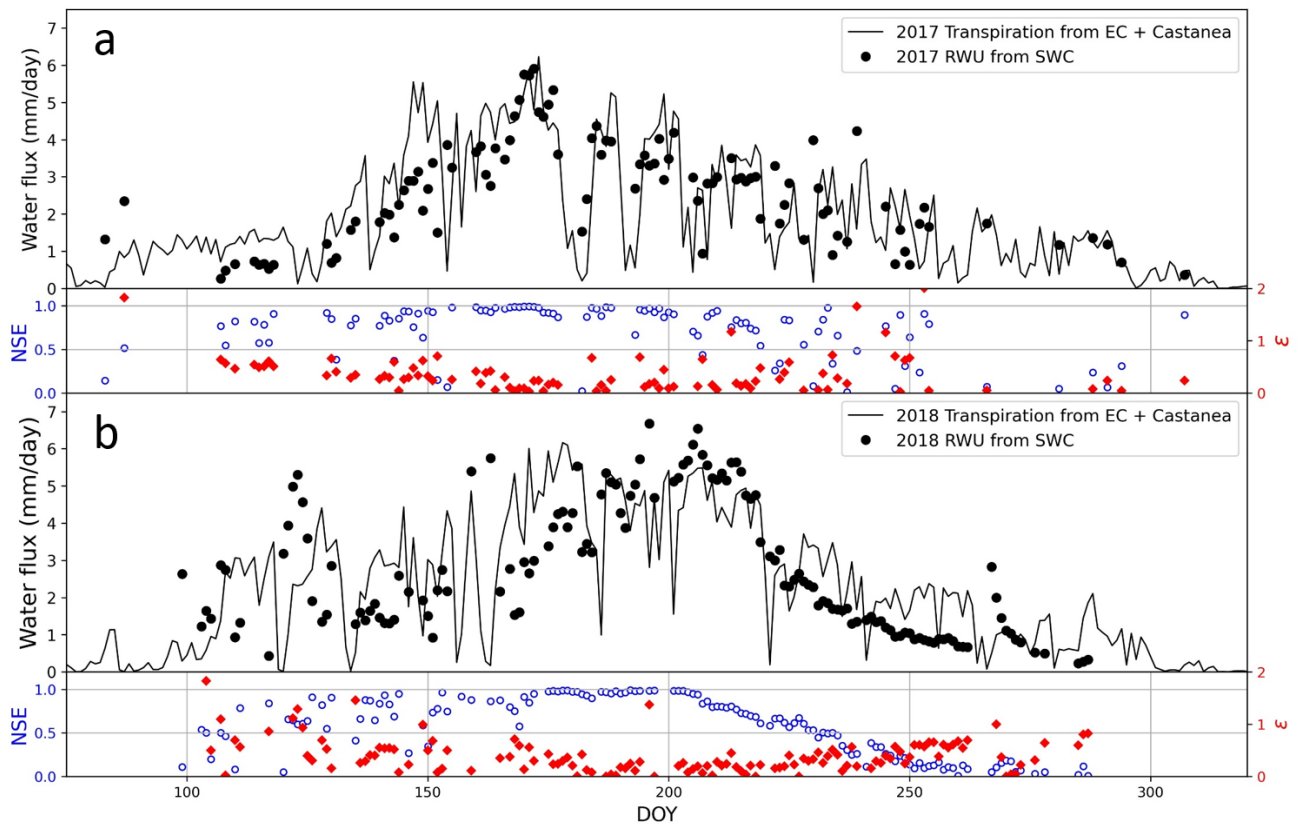 a
2017 Transpiration from EC + Castanea
2017 RWU from SWC
Water flux (mm/day)
7
6
5
4
3
2
1
0
NSE
1.0
0.5
0.0
2
1
0
ε
b
2018 Transpiration from EC + Castanea
2018 RWU from SWC
Water flux (mm/day)
7
6
5
4
3
2
1
0
NSE
1.0
0.5
0.0
2
1
0
ε
100 150 200 250 300
DOY